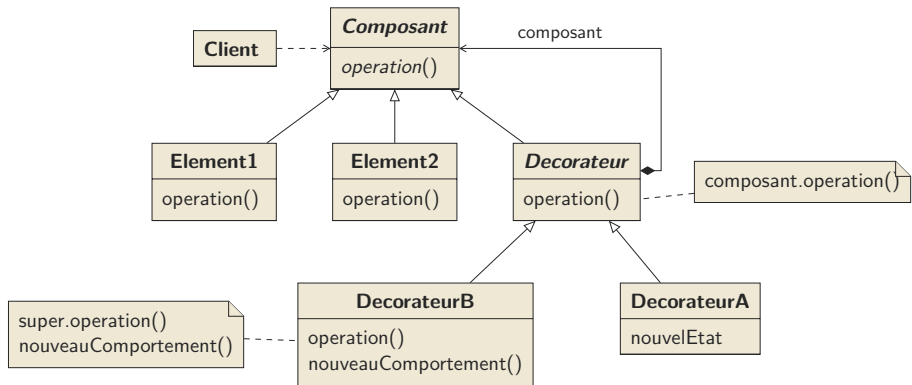 Composant
operation()
Client
composant
Element1
operation()
Element2
operation()
Decorateur
operation()
composant.operation()
DecorateurB
operation()
nouveauComportement()
DecorateurA
nouvelEtat
super.operation()
nouveauComportement()